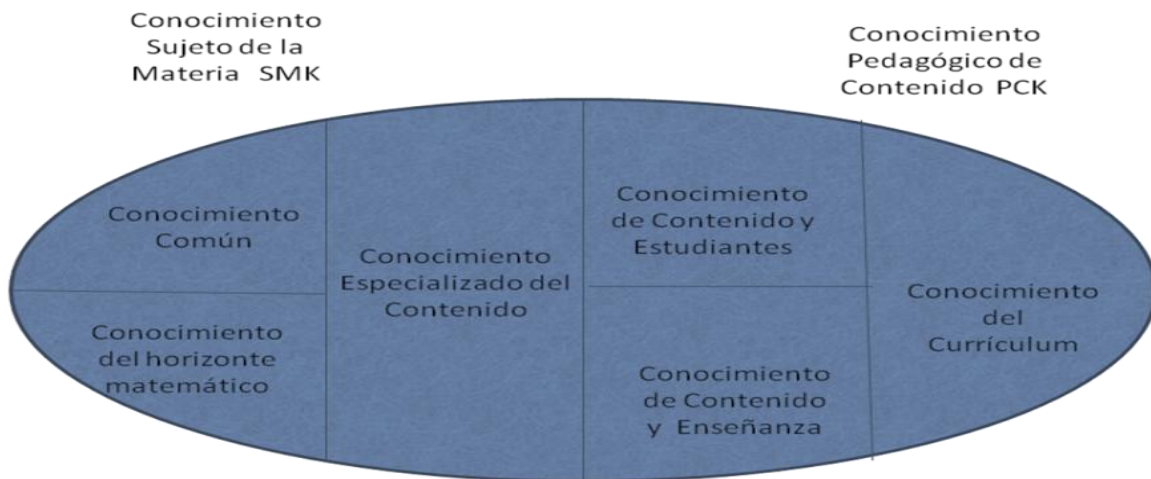 Conocimiento
Sujeto de la
Materia SMK
Conocimiento
Pedagógico de
Contenido PCK
Conocimiento
Común
Conocimiento
del horizonte
matemático
Conocimiento
Especializado del
Contenido
Conocimiento
de Contenido y
Estudiantes
Conocimiento
de Contenido
y Enseñanza
Conocimiento
del
Currículum